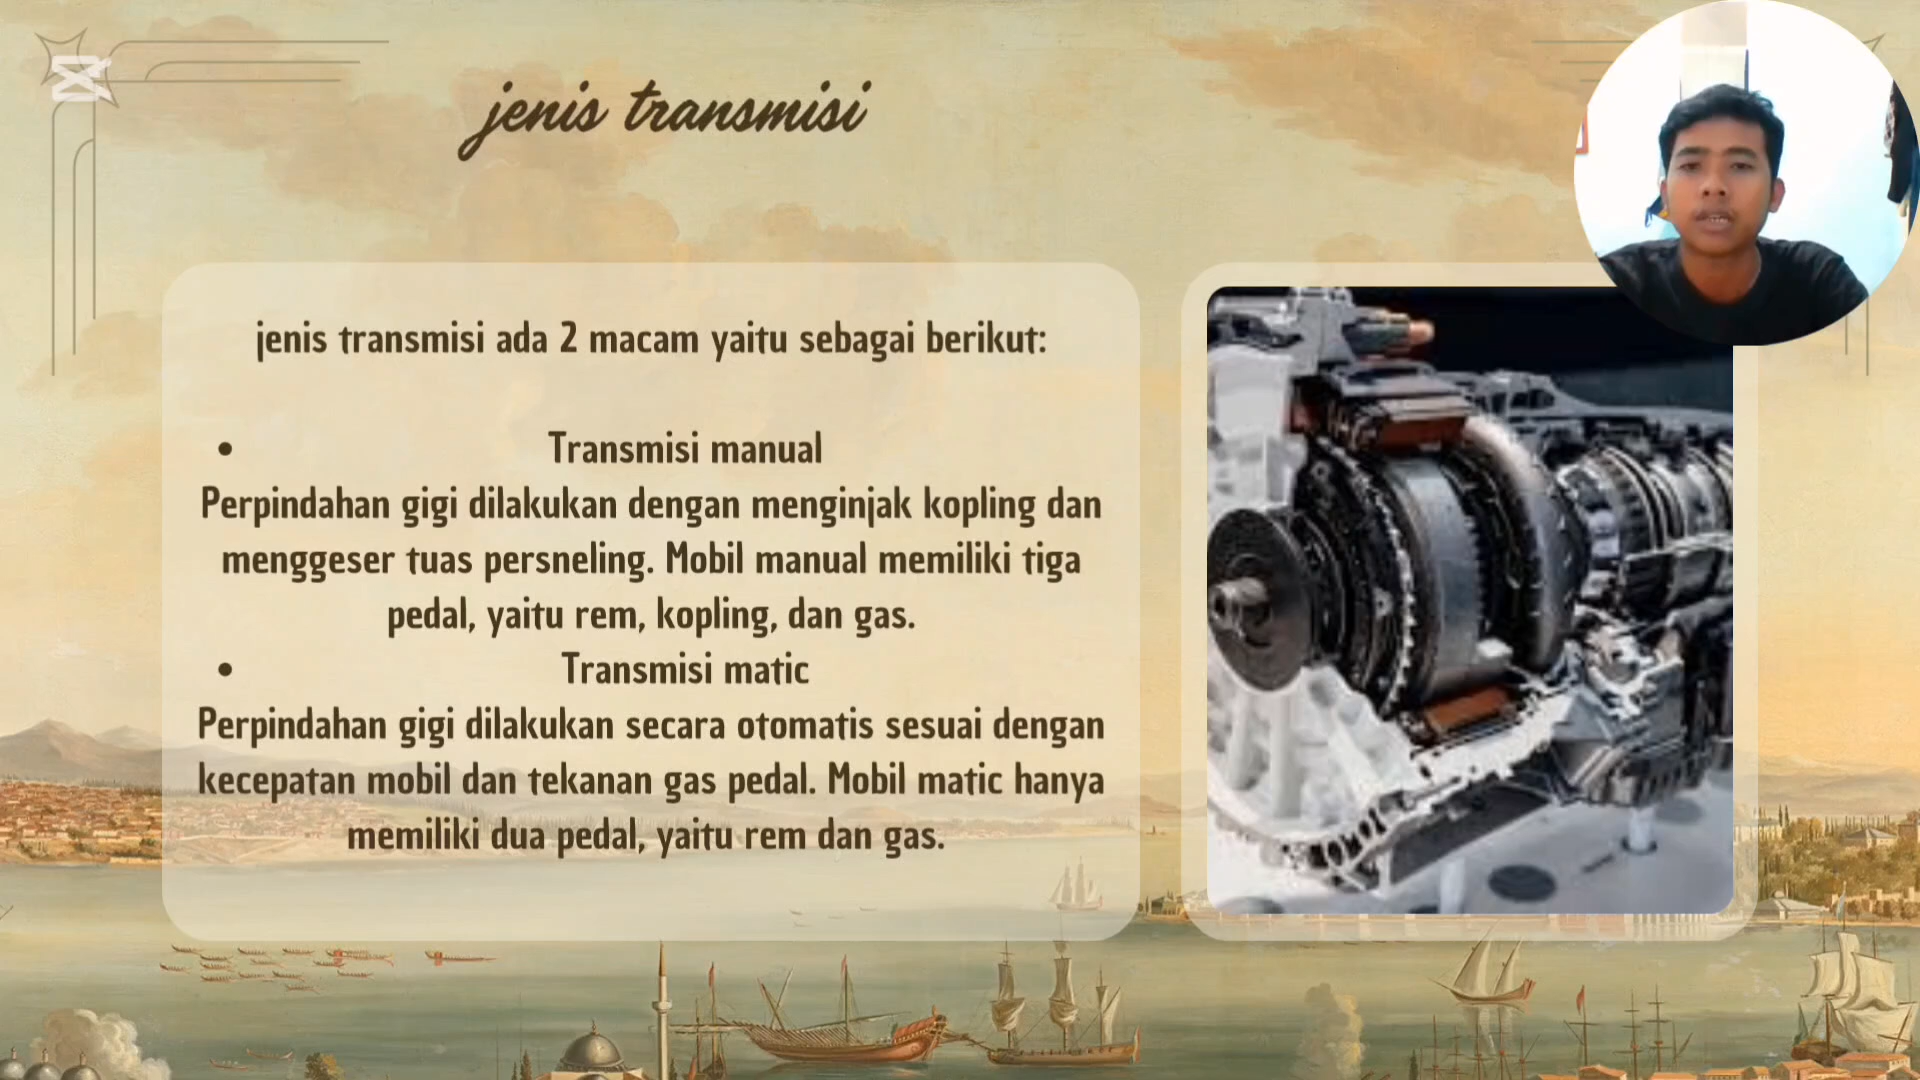 jenis transmisi
jenis transmisi ada 2 macam yaitu sebagai berikut:
• Transmisi manual
Perpindahan gigi dilakukan dengan menginjak kopling dan
menggeser tuas persneling. Mobil manual memiliki tiga
pedal, yaitu rem, kopling, dan gas.
• Transmisi matic
Perpindahan gigi dilakukan secara otomatis sesuai dengan
kecepatan mobil dan tekanan gas pedal. Mobil matic hanya
memiliki dua pedal, yaitu rem dan gas.